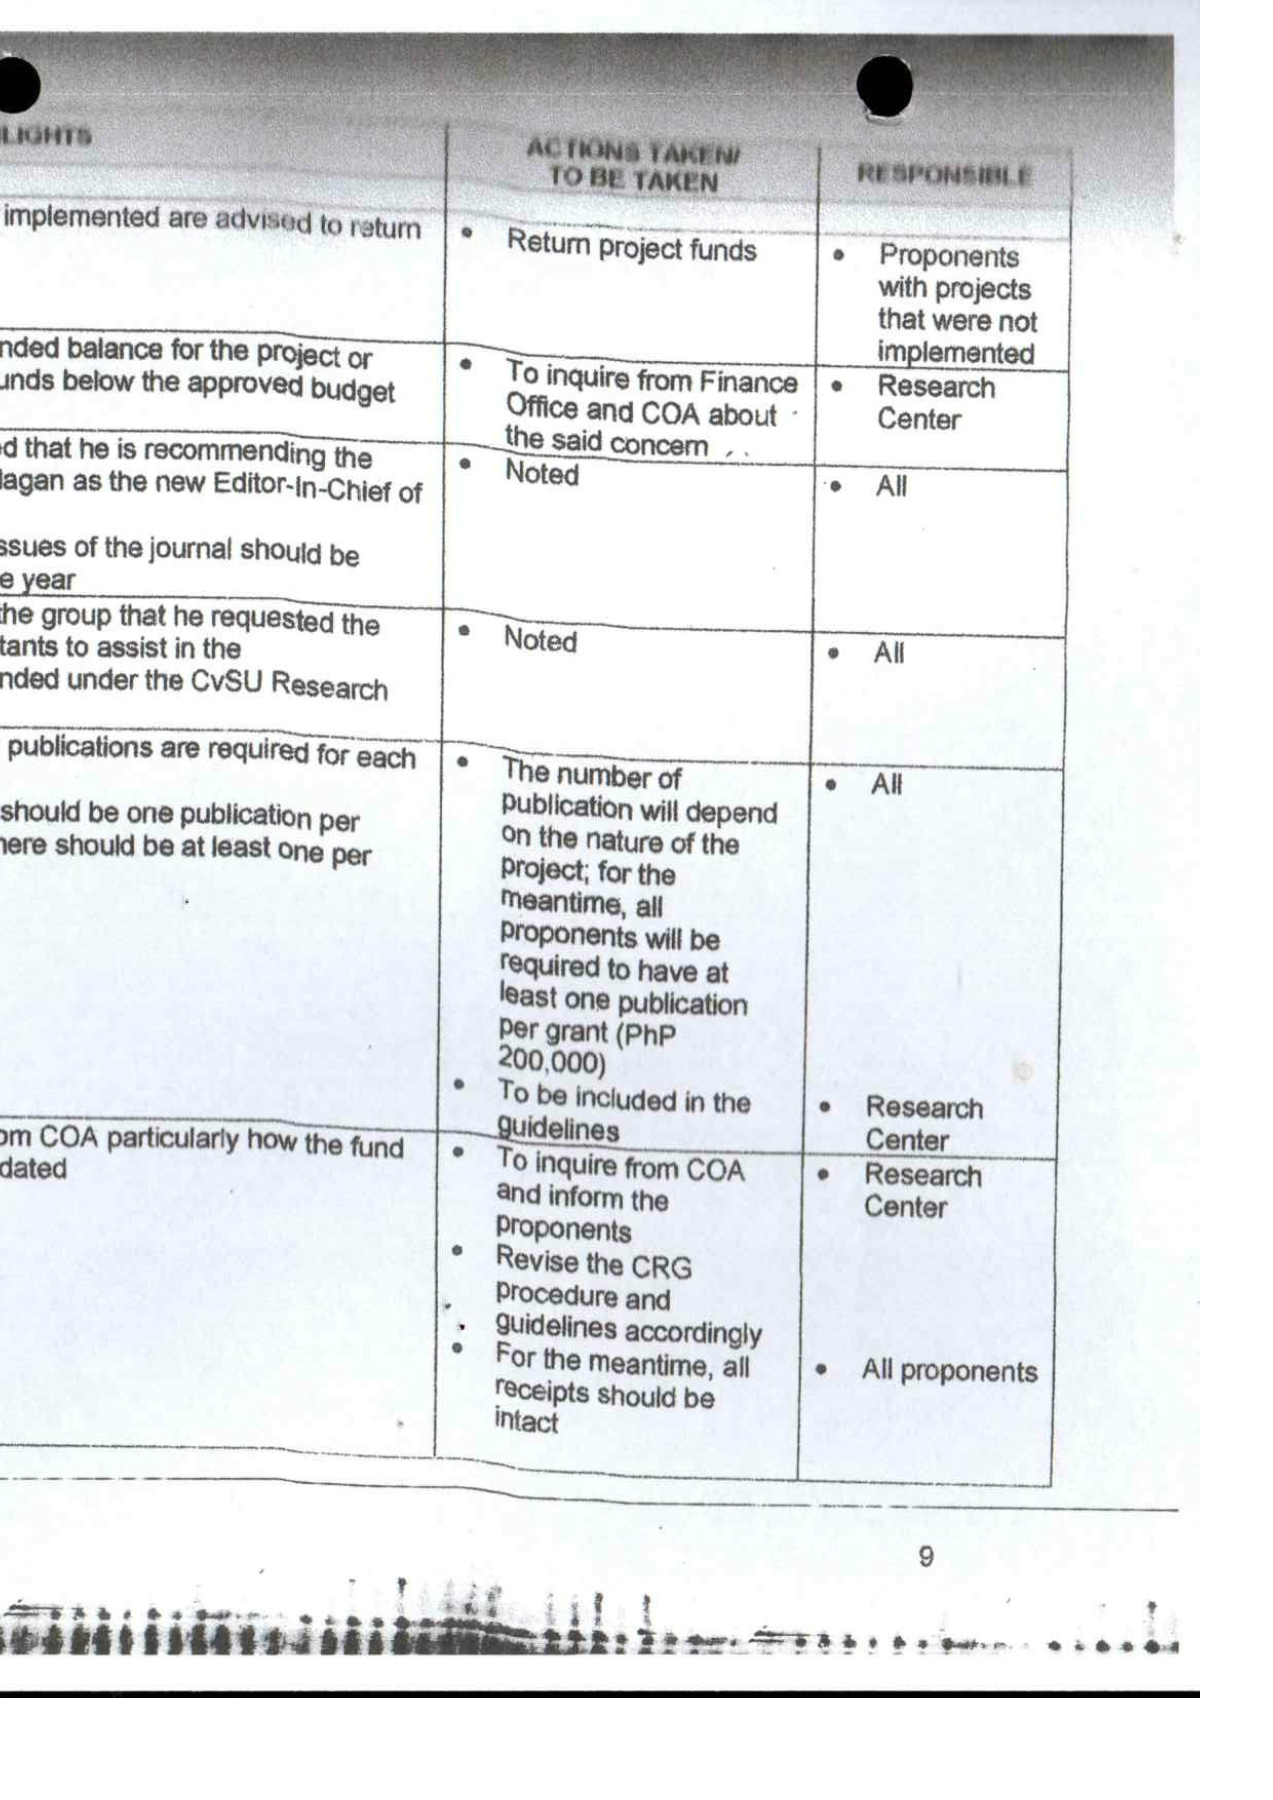 LIGHTS
ACTIONS TAKEN/
TO BE TAKEN
RESPONSIBLE
implemented are advised to return
• Return project funds
• Proponents
with projects
that were not
implemented
nded balance for the project or
unds below the approved budget
• To inquire from Finance
Office and COA about
the said concern
• Research
Center
ed that he is recommending the
lagan as the new Editor-In-Chief of
ssues of the journal should be
e year
• Noted
• All
the group that he requested the
tants to assist in the
nded under the CvSU Research
• Noted
• All
publications are required for each
should be one publication per
here should be at least one per
• The number of
publication will depend
on the nature of the
project; for the
meantime, all
proponents will be
required to have at
least one publication
per grant (PhP
200,000)
• To be included in the
guidelines
• All
• Research
Center
om COA particularly how the fund
dated
• To inquire from COA
and inform the
proponents
• Revise the CRG
procedure and
guidelines accordingly
• For the meantime, all
receipts should be
intact
• Research
Center
• All proponents
9